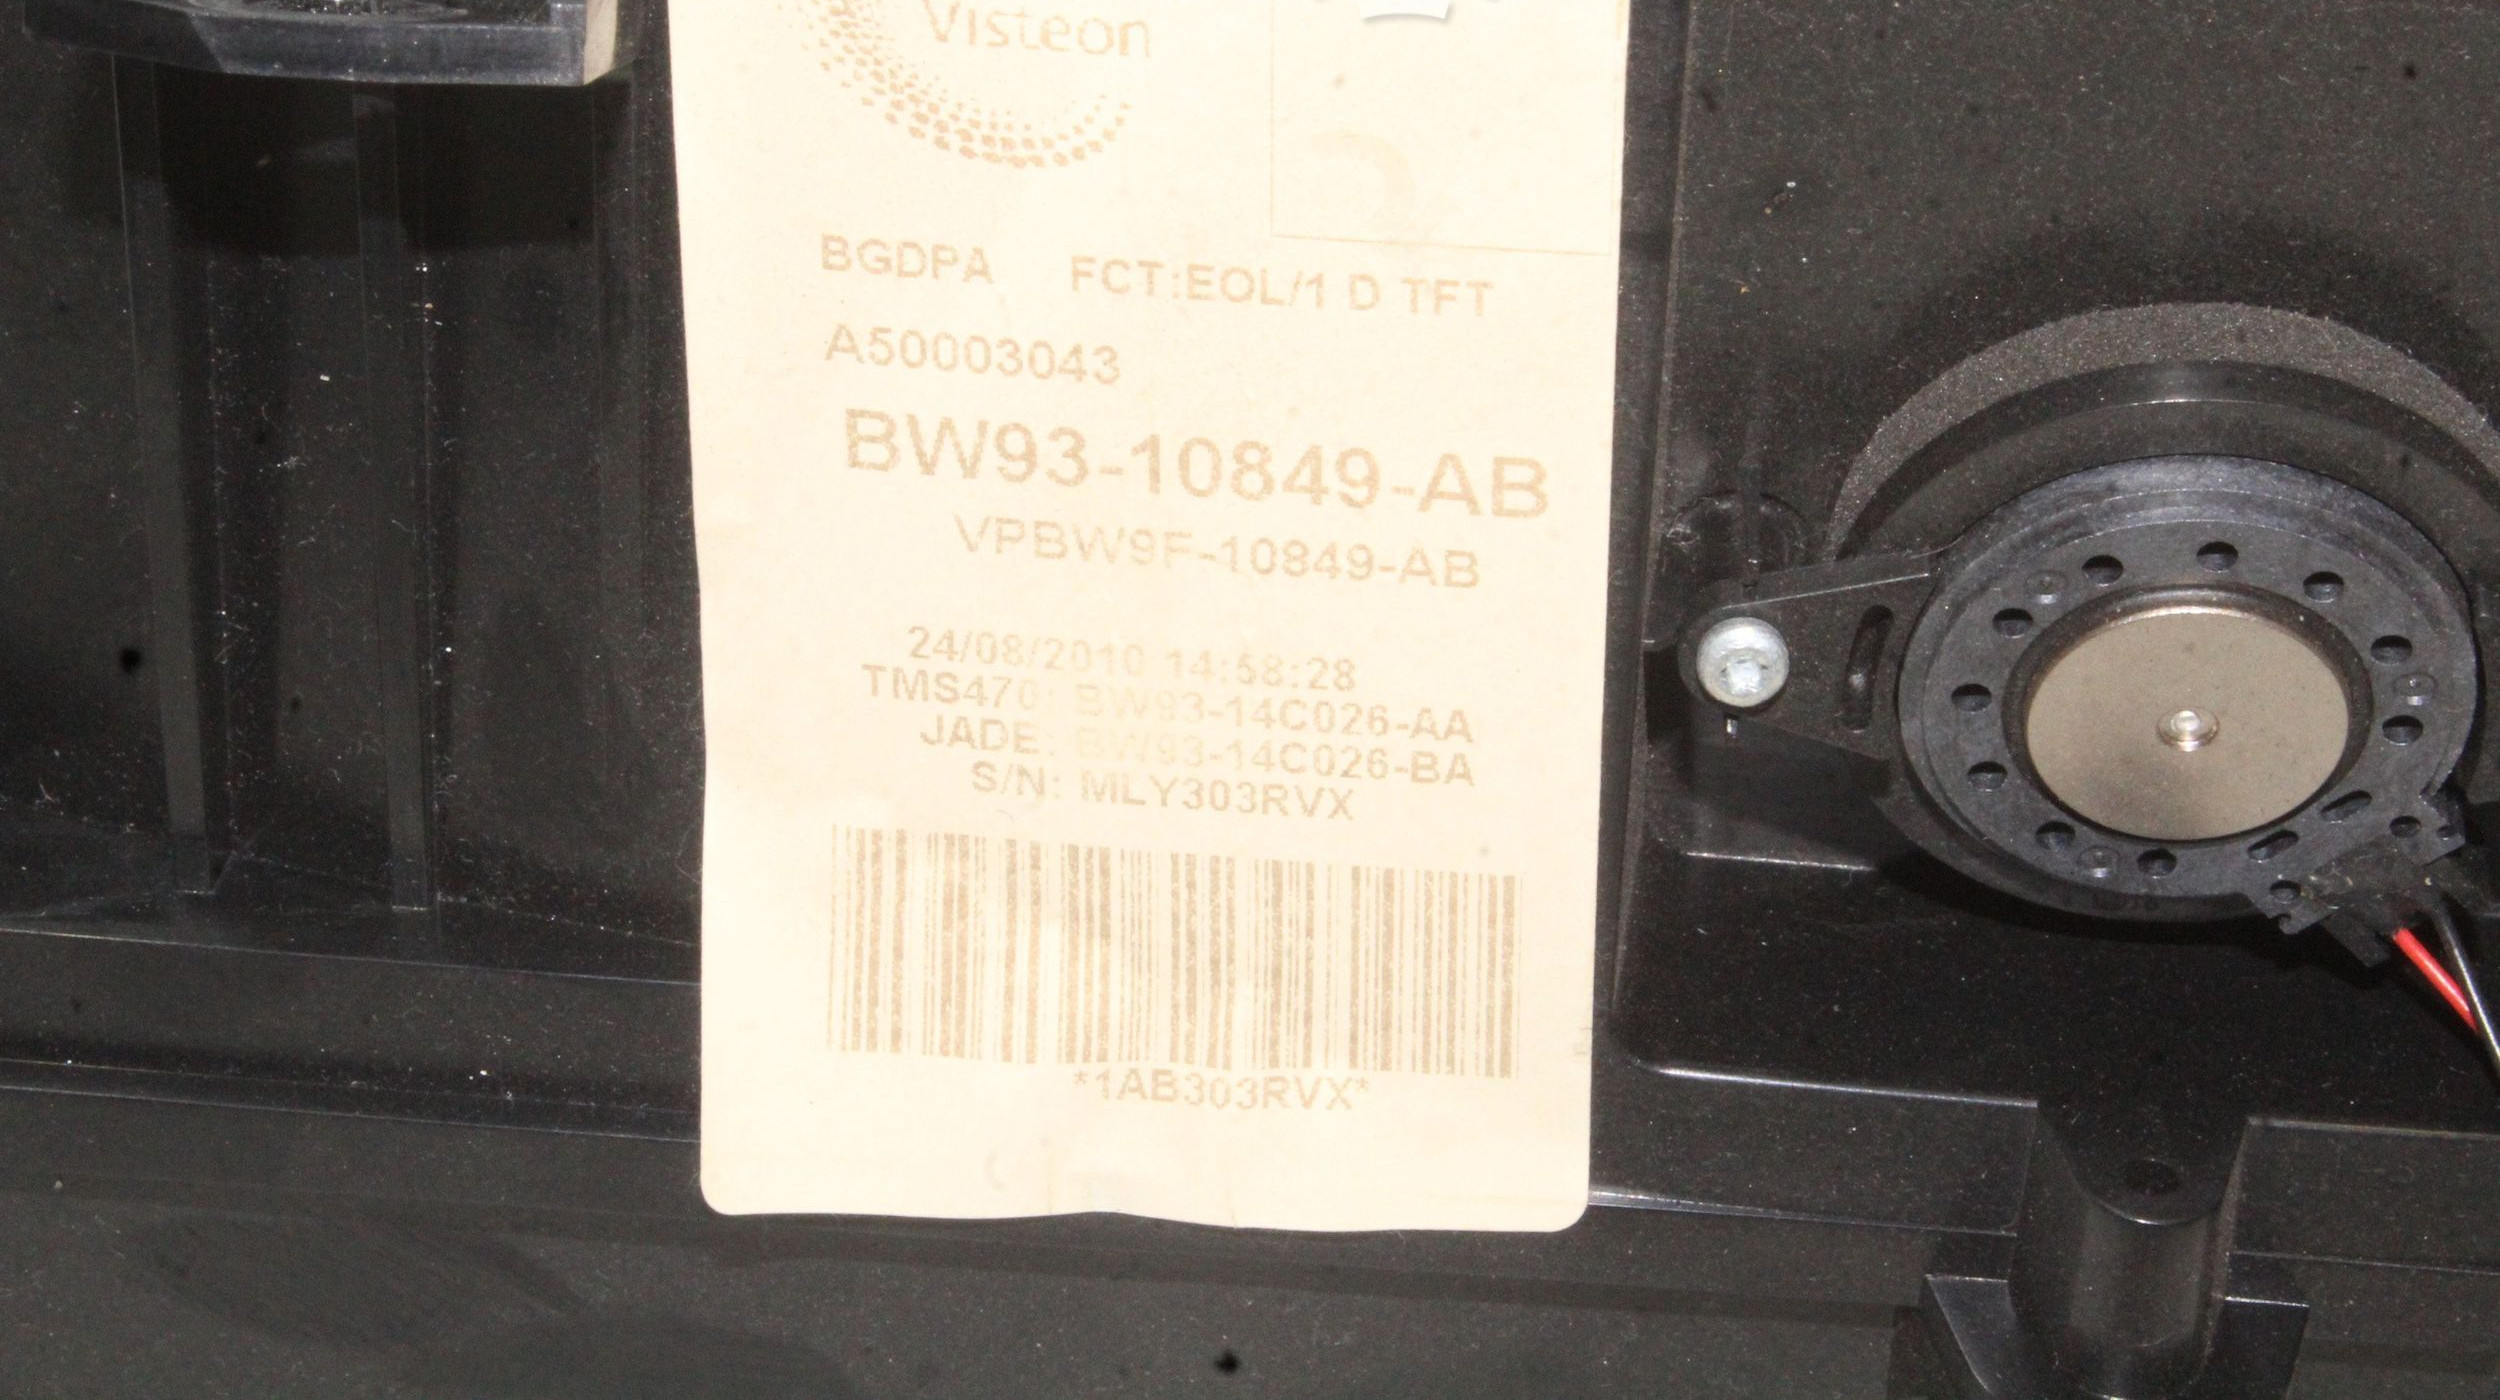 Visteon
BGDPA FCT:EOL/1 D TFT
A50003043
BW93-10849-AB
VPBW9F-10849-AB
24/08/2010 14:58:28
TMS470: BW93-14C026-AA
JADE: BW93-14C026-BA
S/N: MLY303RVX
*1AB303RVX*